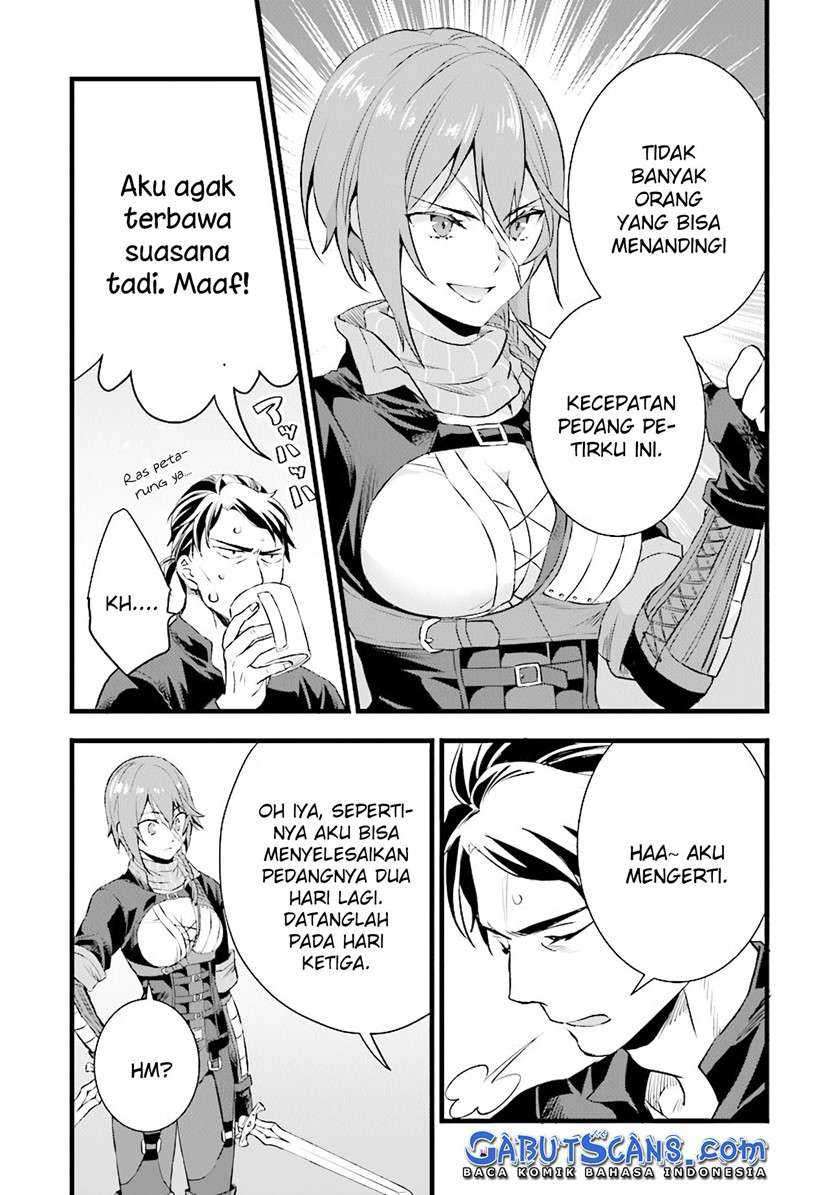 TIDAK
BANYAK
ORANG
YANG BISA
MENANDINGI
KECEPATAN
PEDANG PE-
TIRKU INI.
Aku agak
terbawa
suasana
tadi. Maaf!
アッハッハッ
Ras peta-
rung ya...
KH....
HAA~ AKU
MENGERTI.
OH IYA, SEPERTI-
NYA AKU BISA
MENYELESAIKAN
PEDANGNYA DUA
HARI LAGI.
DATANGLAH
PADA HARI
KETIGA.
HM?
GABUTSCANS.COM
BACA KOMIK BAHASA INDONESIA